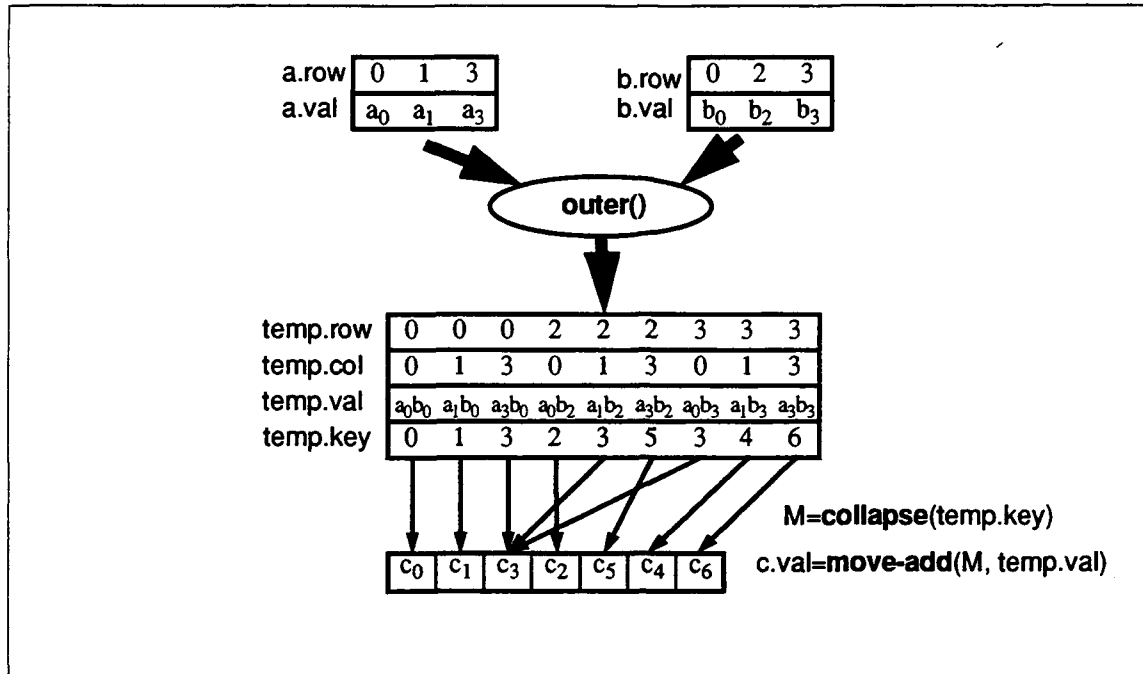 a.row 0 1 3
a.val a₀ a₁ a₃
b.row 0 2 3
b.val b₀ b₂ b₃
outer()
temp.row 0 0 0 2 2 2 3 3 3
temp.col 0 1 3 0 1 3 0 1 3
temp.val a₀b₀ a₁b₀ a₃b₀ a₀b₂ a₁b₂ a₃b₂ a₀b₃ a₁b₃ a₃b₃
temp.key 0 1 3 2 3 5 3 4 6
M=collapse(temp.key)
c₀ c₁ c₃ c₂ c₅ c₄ c₆
c.val=move-add(M, temp.val)